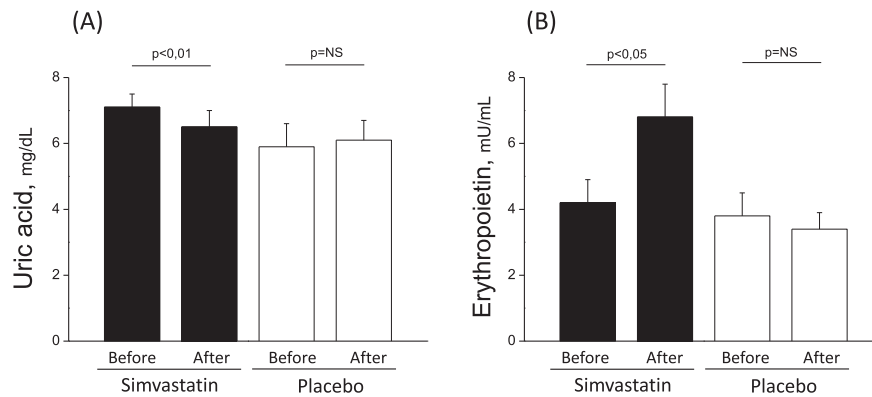 (A)
p<0,01
p=NS
8
6
4
2
0
Uric acid, mg/dL
Before After Before After
Simvastatin Placebo
(B)
p<0,05
p=NS
8
6
4
2
0
Erythropoietin, mU/mL
Before After Before After
Simvastatin Placebo